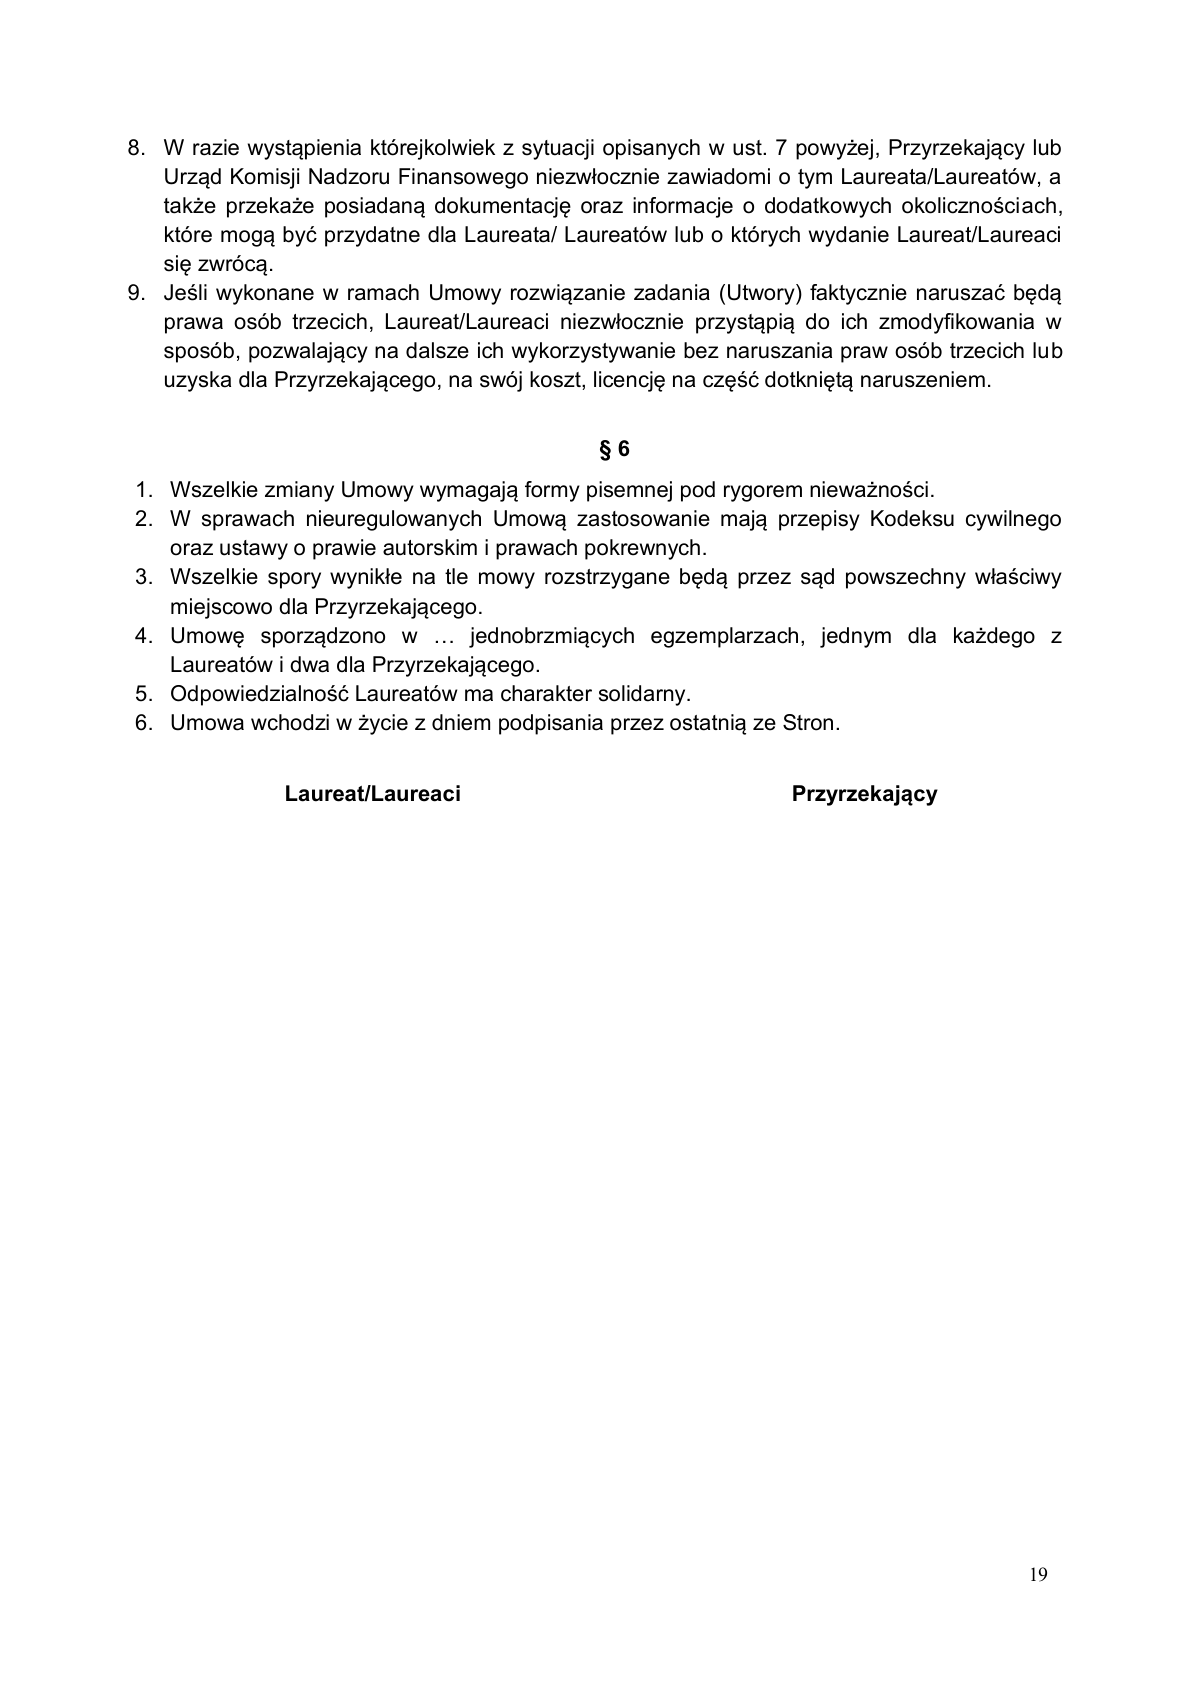 8. W razie wystąpienia którejkolwiek z sytuacji opisanych w ust. 7 powyżej, Przyrzekający lub
Urząd Komisji Nadzoru Finansowego niezwłocznie zawiadomi o tym Laureata/Laureatów, a
także przekaże posiadaną dokumentację oraz informacje o dodatkowych okolicznościach,
które mogą być przydatne dla Laureata/ Laureatów lub o których wydanie Laureat/Laureaci
się zwrócą.
9. Jeśli wykonane w ramach Umowy rozwiązanie zadania (Utwory) faktycznie naruszać będą
prawa osób trzecich, Laureat/Laureaci niezwłocznie przystąpią do ich zmodyfikowania w
sposób, pozwalający na dalsze ich wykorzystywanie bez naruszania praw osób trzecich lub
uzyska dla Przyrzekającego, na swój koszt, licencję na część dotkniętą naruszeniem.
§ 6
1. Wszelkie zmiany Umowy wymagają formy pisemnej pod rygorem nieważności.
2. W sprawach nieuregulowanych Umową zastosowanie mają przepisy Kodeksu cywilnego
oraz ustawy o prawie autorskim i prawach pokrewnych.
3. Wszelkie spory wynikłe na tle mowy rozstrzygane będą przez sąd powszechny właściwy
miejscowo dla Przyrzekającego.
4. Umowę sporządzono w … jednobrzmiących egzemplarzach, jednym dla każdego z
Laureatów i dwa dla Przyrzekającego.
5. Odpowiedzialność Laureatów ma charakter solidarny.
6. Umowa wchodzi w życie z dniem podpisania przez ostatnią ze Stron.
Laureat/Laureaci Przyrzekający
19